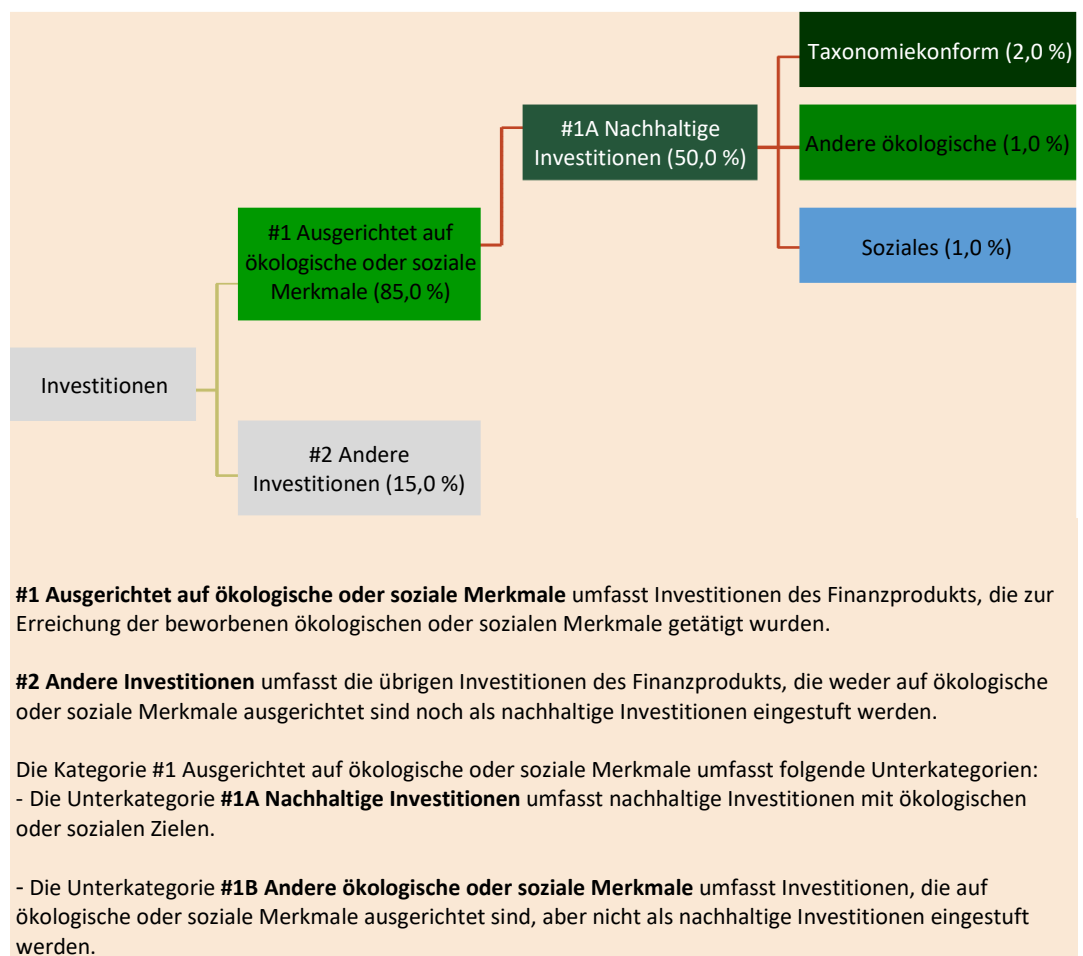 Taxonomiekonform (2,0 %)
#1A Nachhaltige
Investitionen (50,0 %)
Andere ökologische (1,0 %)
#1 Ausgerichtet auf
ökologische oder soziale
Merkmale (85,0 %)
Soziales (1,0 %)
Investitionen
#2 Andere
Investitionen (15,0 %)
#1 Ausgerichtet auf ökologische oder soziale Merkmale umfasst Investitionen des Finanzprodukts, die zur
Erreichung der beworbenen ökologischen oder sozialen Merkmale getätigt wurden.
#2 Andere Investitionen umfasst die übrigen Investitionen des Finanzprodukts, die weder auf ökologische
oder soziale Merkmale ausgerichtet sind noch als nachhaltige Investitionen eingestuft werden.
Die Kategorie #1 Ausgerichtet auf ökologische oder soziale Merkmale umfasst folgende Unterkategorien:
- Die Unterkategorie #1A Nachhaltige Investitionen umfasst nachhaltige Investitionen mit ökologischen
oder sozialen Zielen.
- Die Unterkategorie #1B Andere ökologische oder soziale Merkmale umfasst Investitionen, die auf
ökologische oder soziale Merkmale ausgerichtet sind, aber nicht als nachhaltige Investitionen eingestuft
werden.